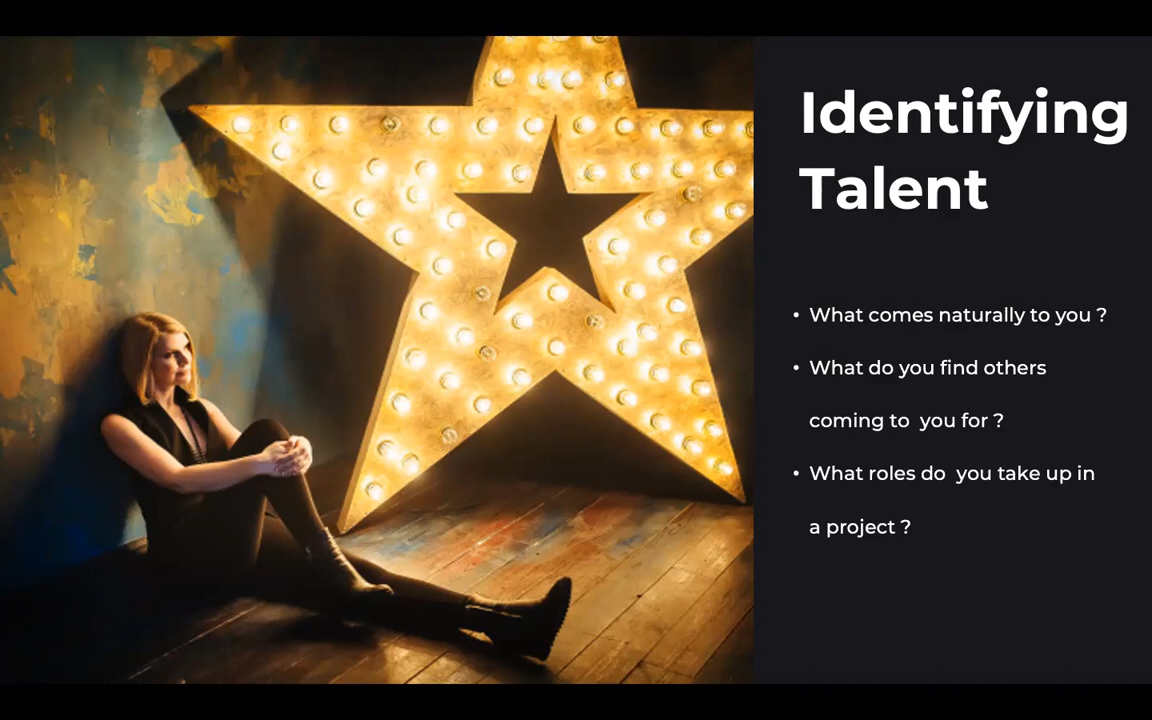 Identifying
Talent
• What comes naturally to you ?
• What do you find others
coming to  you for ?
• What roles do  you take up in
a project ?